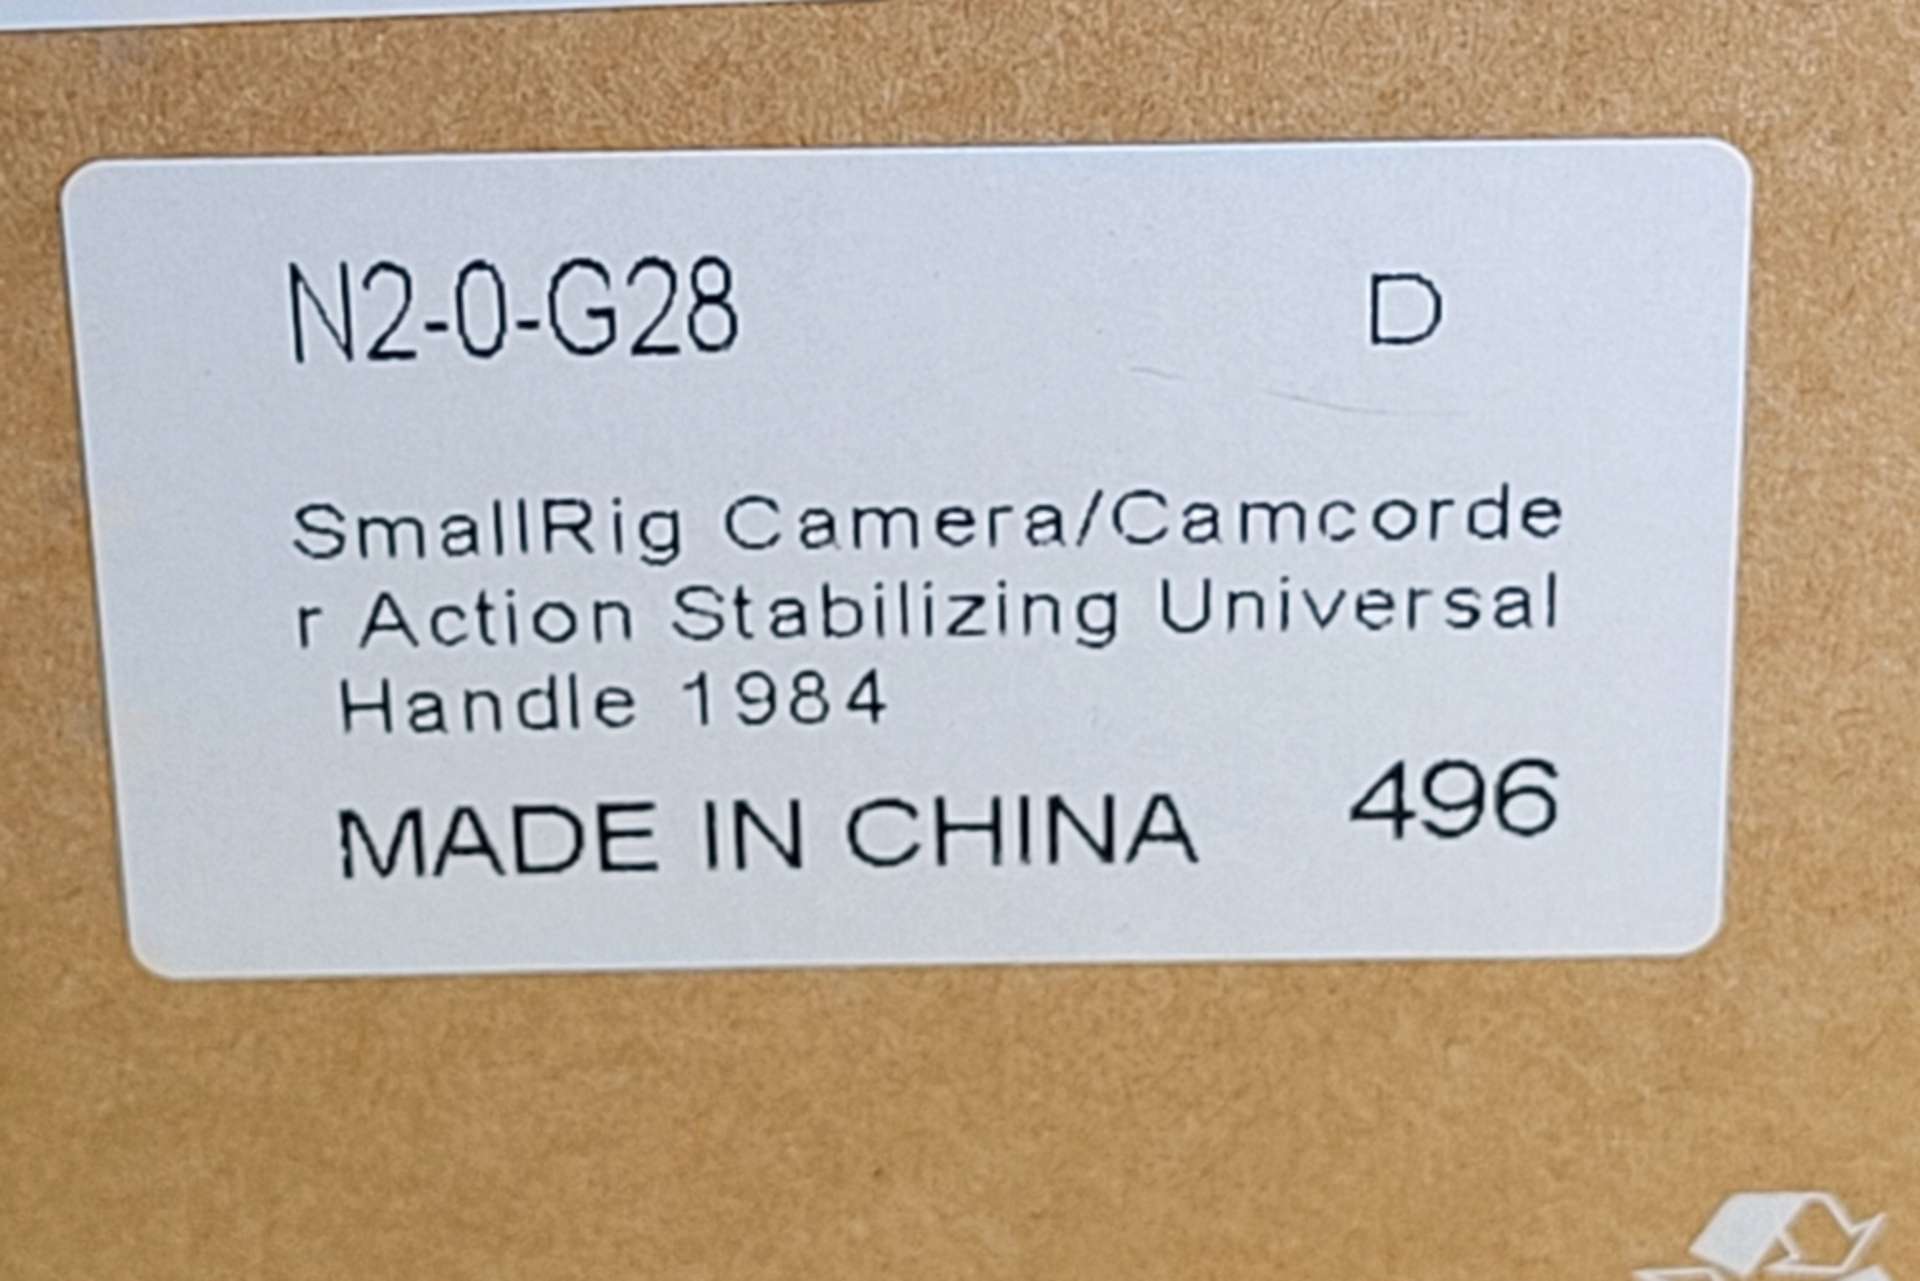 N2-0-G28 D
SmallRig Camera/Camcorde
r Action Stabilizing Universal
Handle 1984
MADE IN CHINA 496